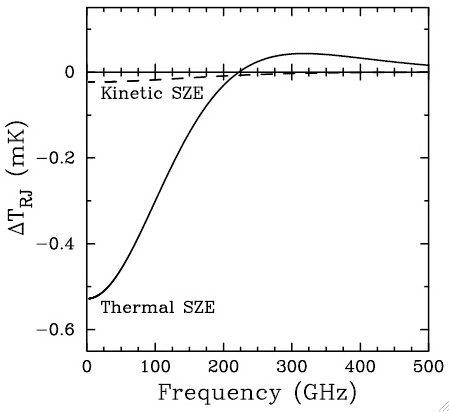 0
Kinetic SZE
−0.2
−0.4
−0.6
Thermal SZE
ΔT_RJ (mK)
0 100 200 300 400 500
Frequency (GHz)